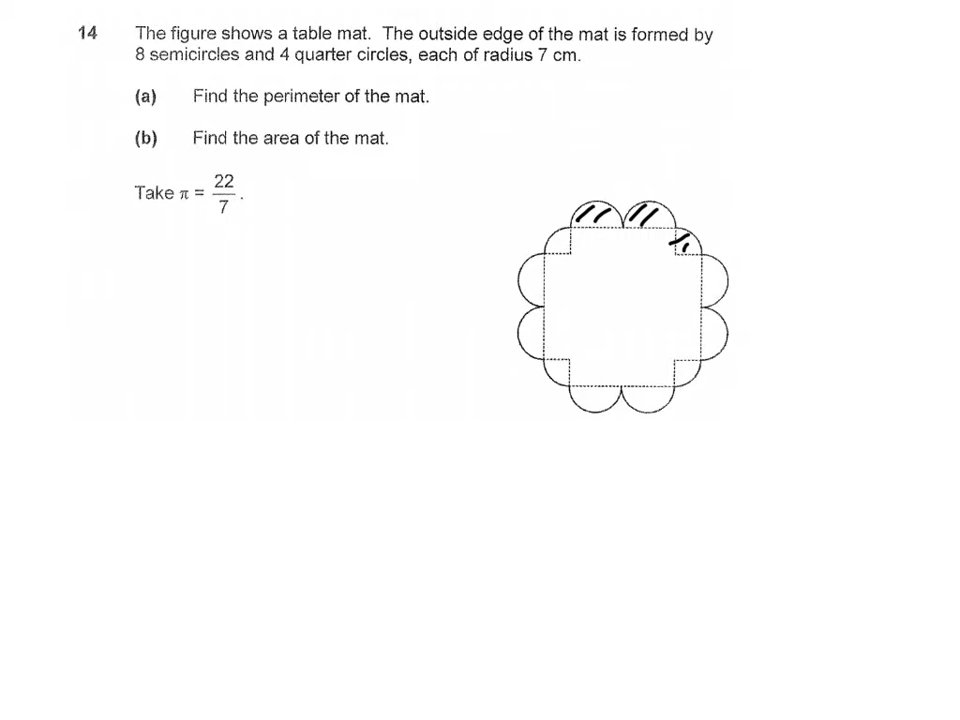 14 The figure shows a table mat. The outside edge of the mat is formed by
8 semicircles and 4 quarter circles, each of radius 7 cm.
(a) Find the perimeter of the mat.
(b) Find the area of the mat.
Take π = 22/7.